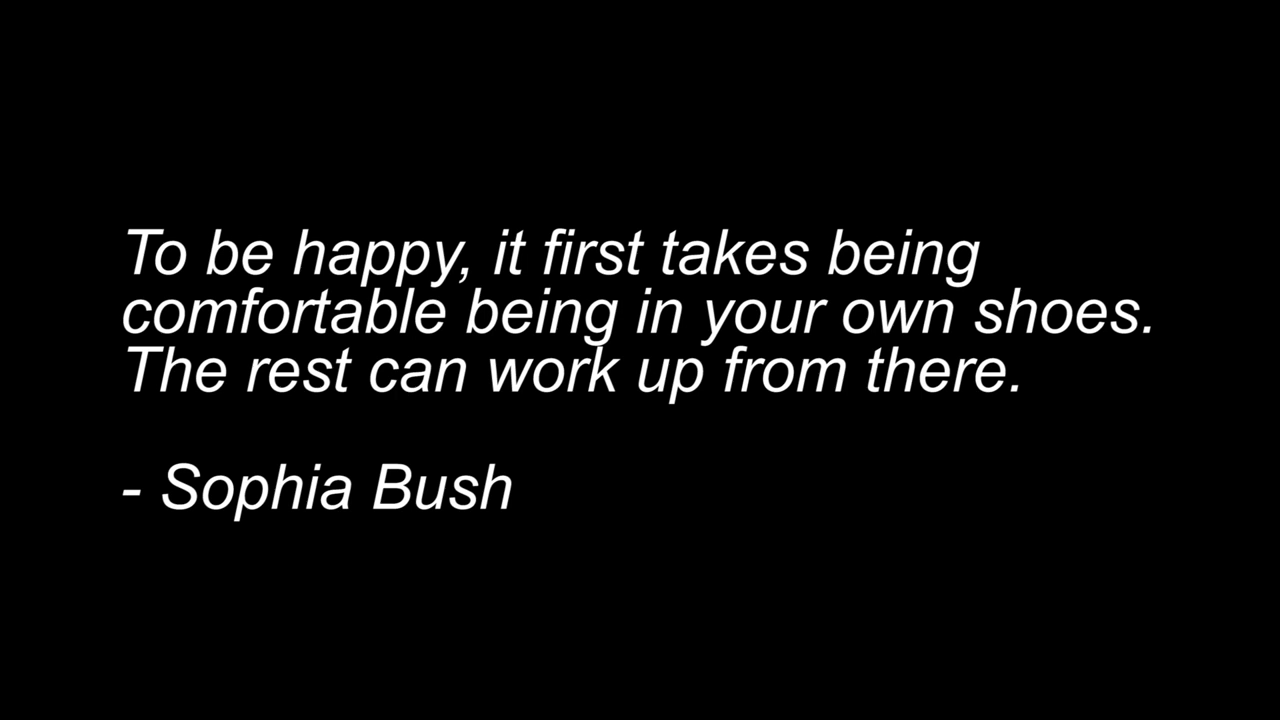 To be happy, it first takes being
comfortable being in your own shoes.
The rest can work up from there.
- Sophia Bush